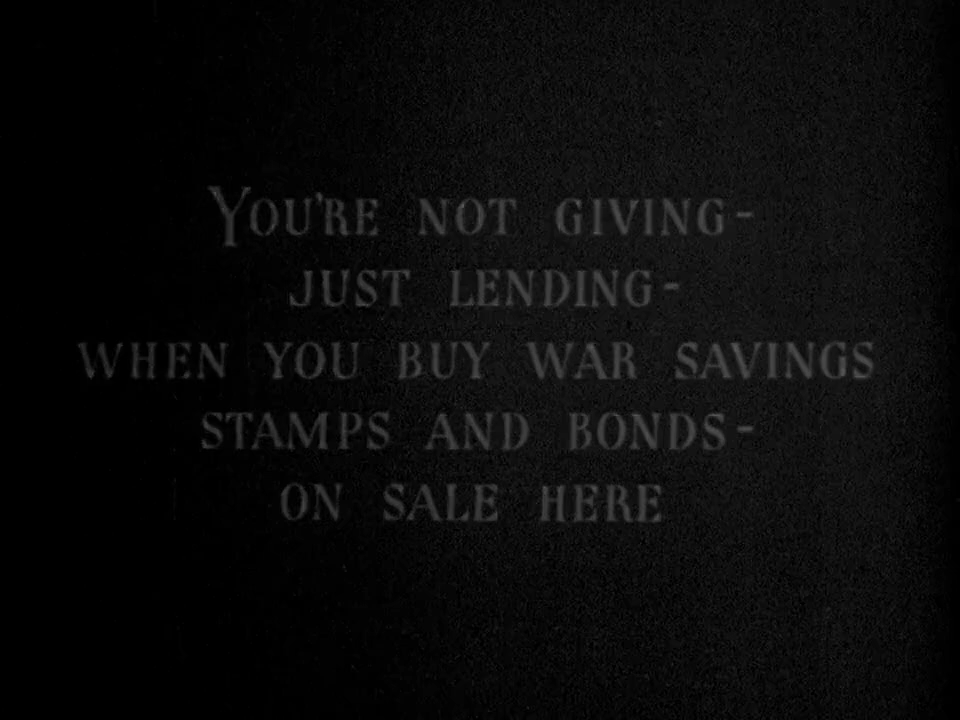 You're not giving-
just lending-
when you buy war savings
stamps and bonds-
on sale here